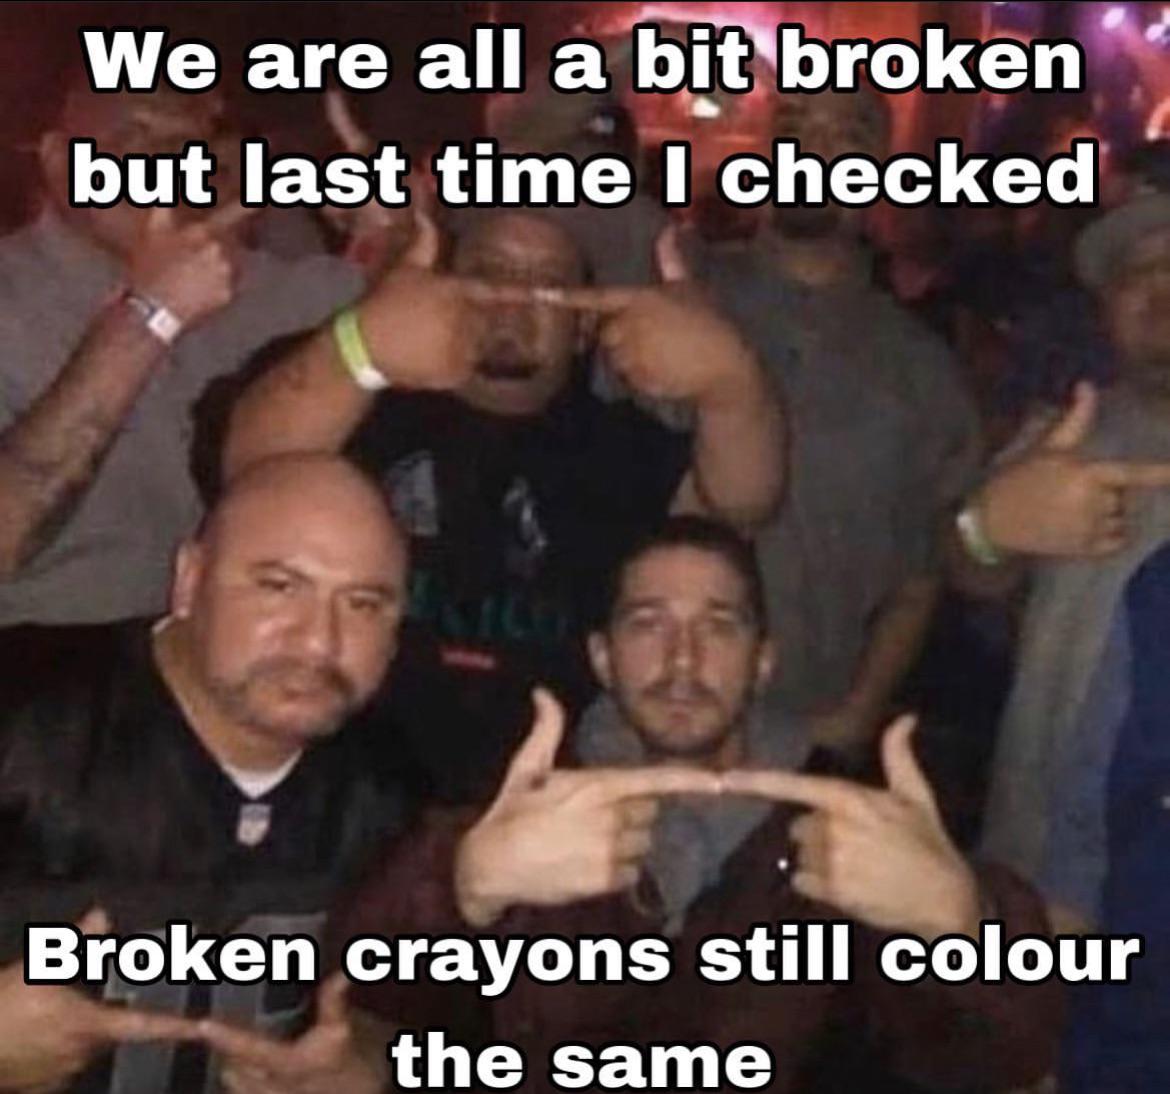 We are all a bit broken
but last time I checked
Broken crayons still colour
the same